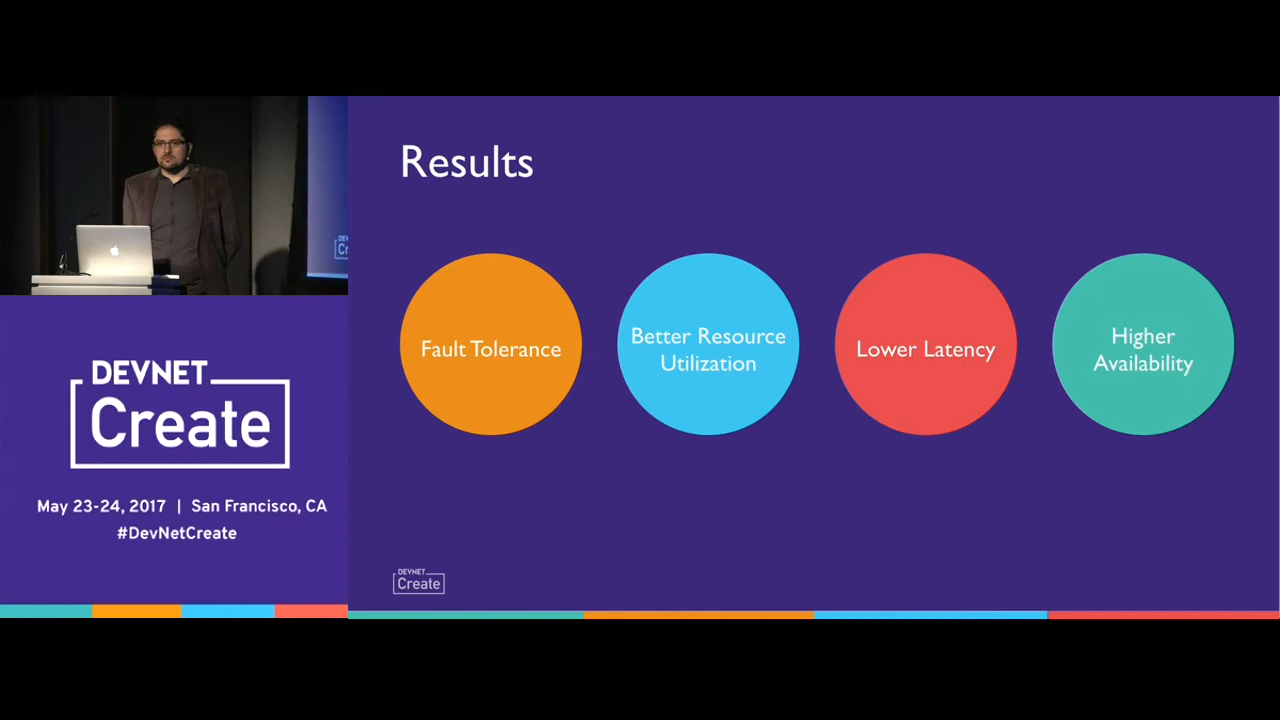 Results
Fault Tolerance
Better Resource
Utilization
Lower Latency
Higher
Availability
DEVNET
Create
May 23-24, 2017 | San Francisco, CA
#DevNetCreate
DEVNET
Create